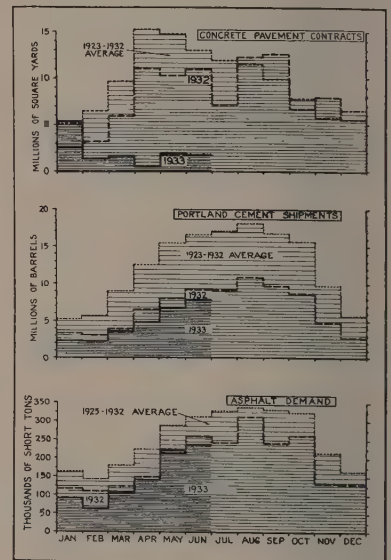 CONCRETE PAVEMENT CONTRACTS
MILLIONS OF SQUARE YARDS
15
10
5
0
1923-1932
AVERAGE
1932
1933
PORTLAND CEMENT SHIPMENTS
MILLIONS OF BARRELS
20
15
10
5
0
1923-1932 AVERAGE
1932
1933
ASPHALT DEMAND
THOUSANDS OF SHORT TONS
350
300
250
200
150
100
50
0
1925-1932
AVERAGE
1933
1932
JAN FEB MAR APR MAY JUN JUL AUG SEP OCT NOV DEC